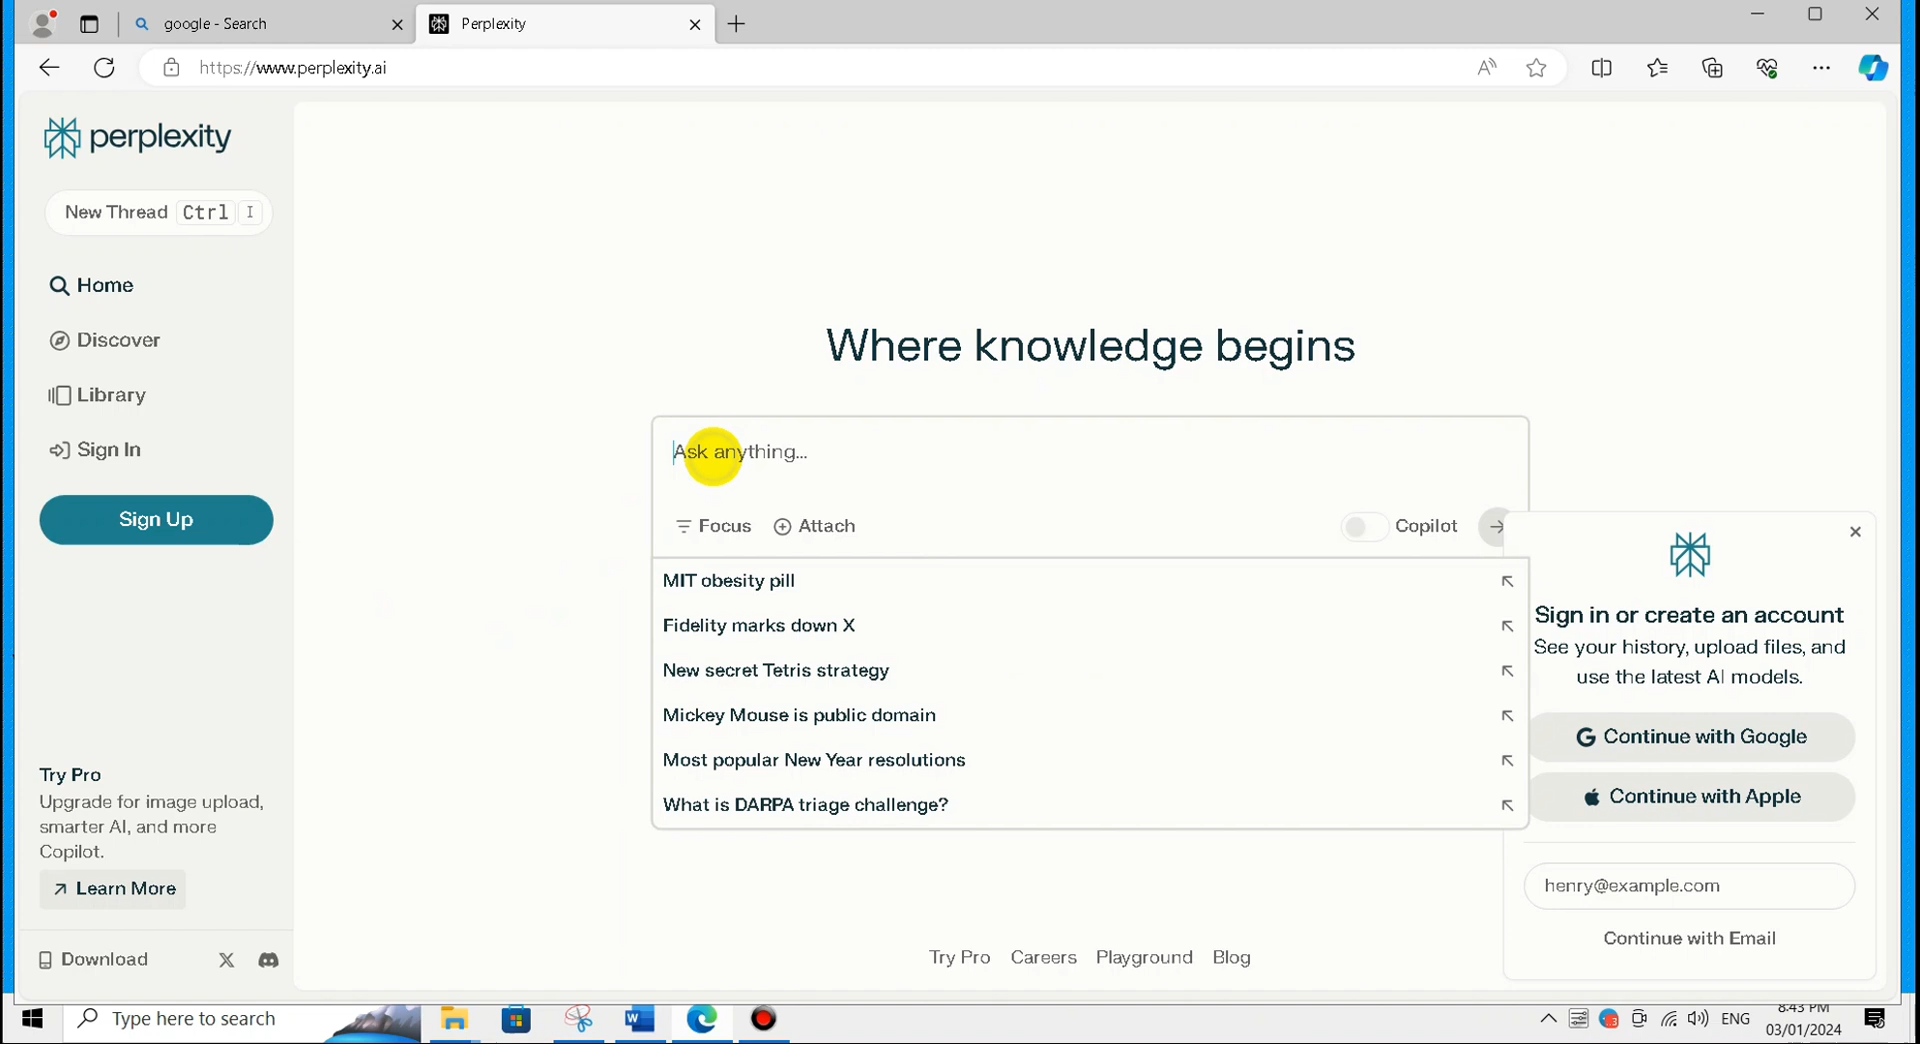 google - Search
Perplexity
https://www.perplexity.ai
perplexity
New Thread Ctrl I
Home
Discover
Library
Sign In
Sign Up
Where knowledge begins
Ask anything...
Focus Attach Copilot
MIT obesity pill
Fidelity marks down X
New secret Tetris strategy
Mickey Mouse is public domain
Most popular New Year resolutions
What is DARPA triage challenge?
Sign in or create an account
See your history, upload files, and
use the latest AI models.
Continue with Google
Continue with Apple
henry@example.com
Continue with Email
Try Pro
Upgrade for image upload,
smarter AI, and more
Copilot.
Learn More
Download
Try Pro Careers Playground Blog
Type here to search
ENG
8:43 PM
03/01/2024